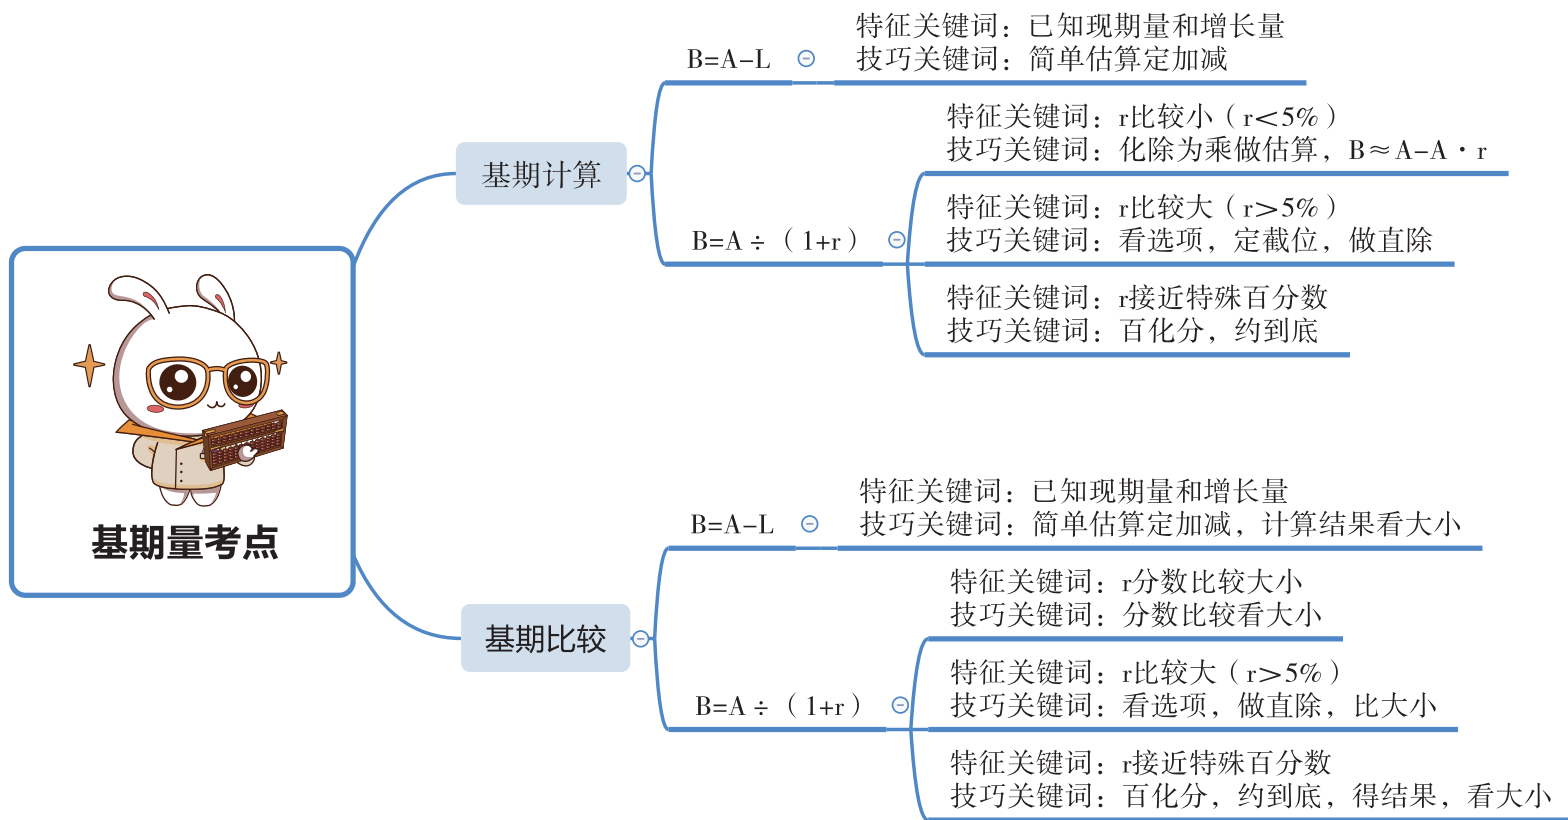 基期量考点
基期计算
B=A-L
特征关键词：已知现期量和增长量
技巧关键词：简单估算定加减
B=A÷（1+r）
特征关键词：r比较小（r<5%）
技巧关键词：化除为乘做估算，B≈A-A·r
特征关键词：r比较大（r>5%）
技巧关键词：看选项，定截位，做直除
特征关键词：r接近特殊百分数
技巧关键词：百化分，约到底
基期比较
B=A-L
特征关键词：已知现期量和增长量
技巧关键词：简单估算定加减，计算结果看大小
B=A÷（1+r）
特征关键词：r分数比较大小
技巧关键词：分数比较看大小
特征关键词：r比较大（r>5%）
技巧关键词：看选项，做直除，比大小
特征关键词：r接近特殊百分数
技巧关键词：百化分，约到底，得结果，看大小